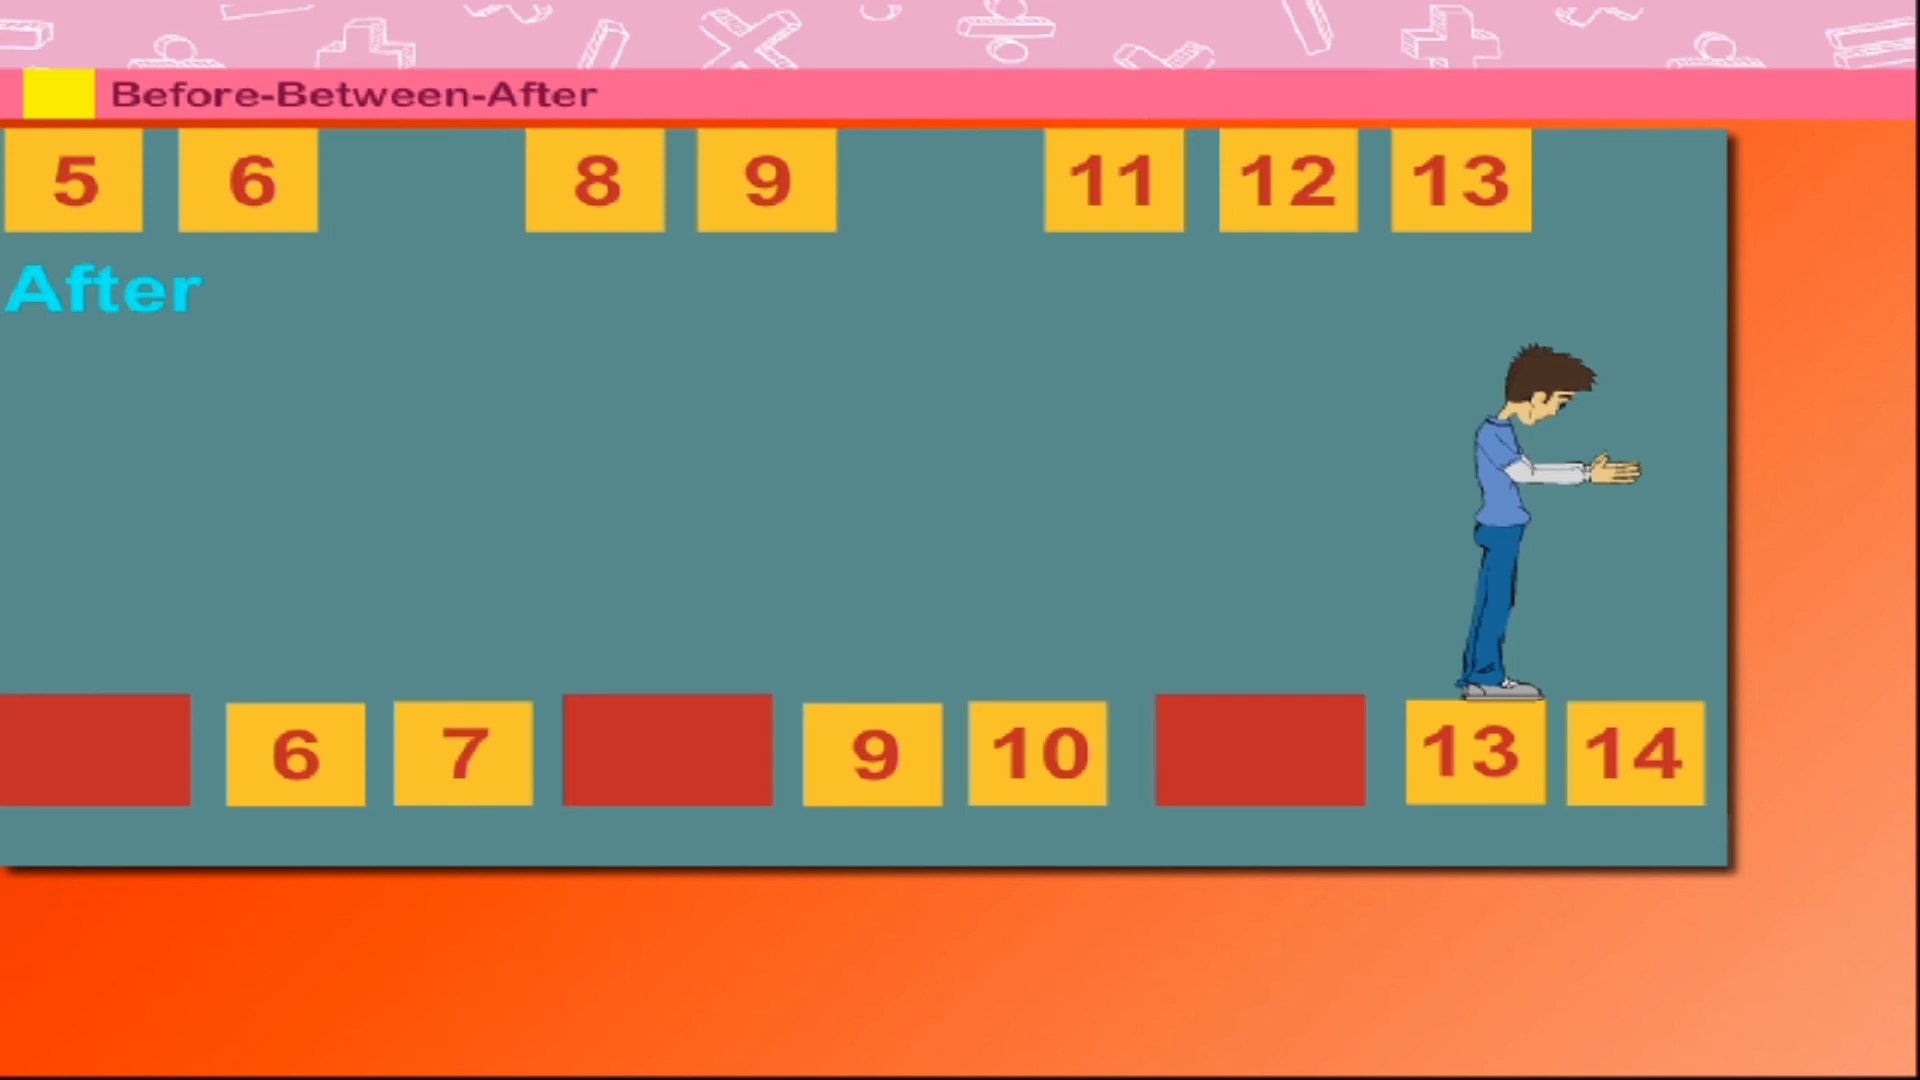 Before-Between-After
5 6 8 9 11 12 13
After
6 7 9 10 13 14